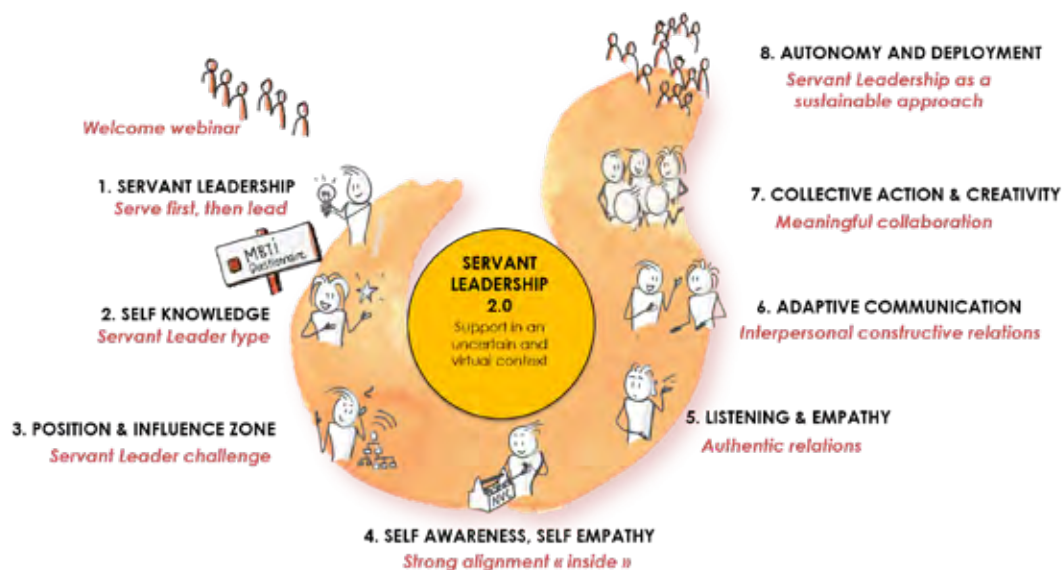 Welcome webinar
1. SERVANT LEADERSHIP
Serve first, then lead
MBTi
Questionnaire
2. SELF KNOWLEDGE
Servant Leader type
3. POSITION & INFLUENCE ZONE
Servant Leader challenge
4. SELF AWARENESS, SELF EMPATHY
Strong alignment « inside »
NVC
SERVANT
LEADERSHIP
2.0
Support in an
uncertain and
virtual context
5. LISTENING & EMPATHY
Authentic relations
6. ADAPTIVE COMMUNICATION
Interpersonal constructive relations
7. COLLECTIVE ACTION & CREATIVITY
Meaningful collaboration
8. AUTONOMY AND DEPLOYMENT
Servant Leadership as a
sustainable approach